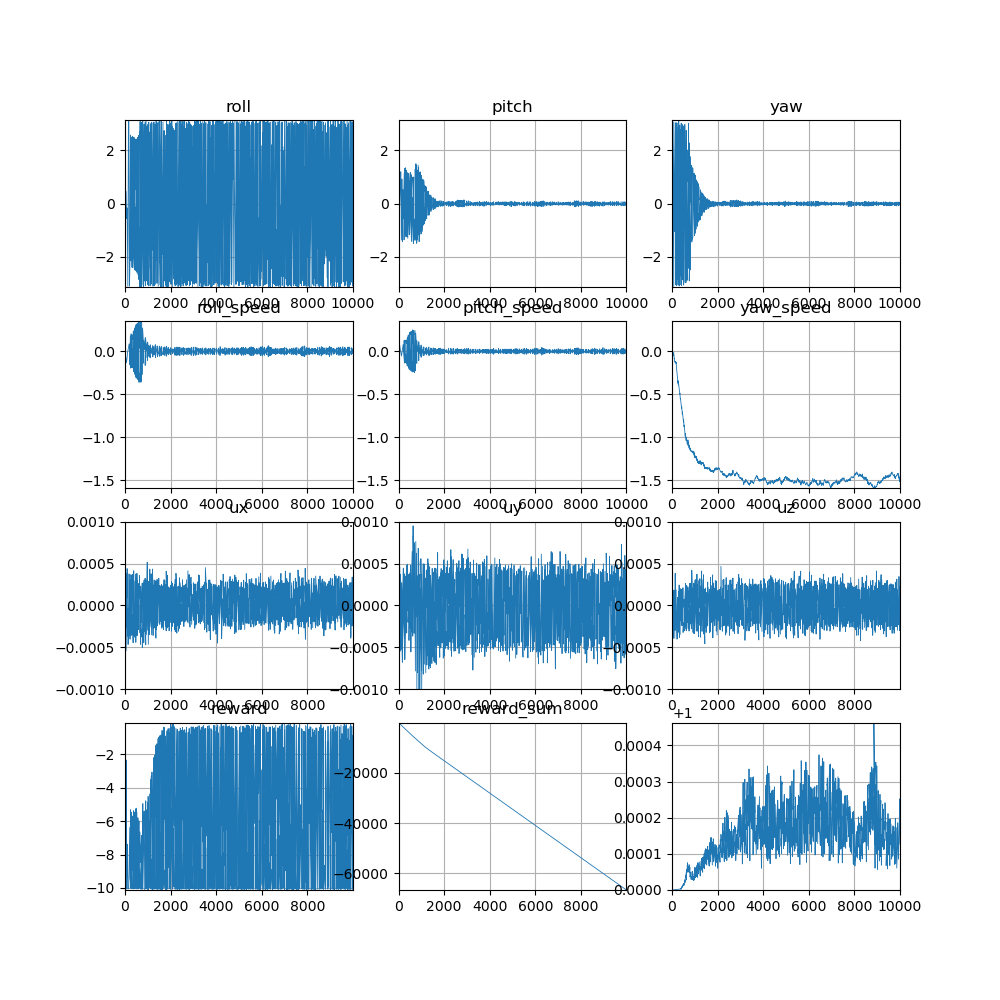 roll pitch yaw
2 2 2
0 0 0
−2 −2 −2
0 2000 4000 6000 8000 10000 0 2000 4000 6000 8000 10000 0 2000 4000 6000 8000 10000
roll_speed pitch_speed yaw_speed
0.0 0.0 0.0
−0.5 −0.5 −0.5
−1.0 −1.0 −1.0
−1.5 −1.5 −1.5
0 2000 4000 6000 8000 10000 0 2000 4000 6000 8000 10000 0 2000 4000 6000 8000 10000
ux uy uz
0.0010 0.0010 0.0010
0.0005 0.0005 0.0005
0.0000 0.0000 0.0000
−0.0005 −0.0005 −0.0005
−0.0010 −0.0010 −0.0010
0 2000 4000 6000 8000 0 2000 4000 6000 8000 0 2000 4000 6000 8000
reward reward_sum +1
−2 −20000 0.0004
−4 −40000 0.0003
−6 −60000 0.0002
−8 0.0001
−10 0.0000
0 2000 4000 6000 8000 0 2000 4000 6000 8000 0 2000 4000 6000 8000 10000